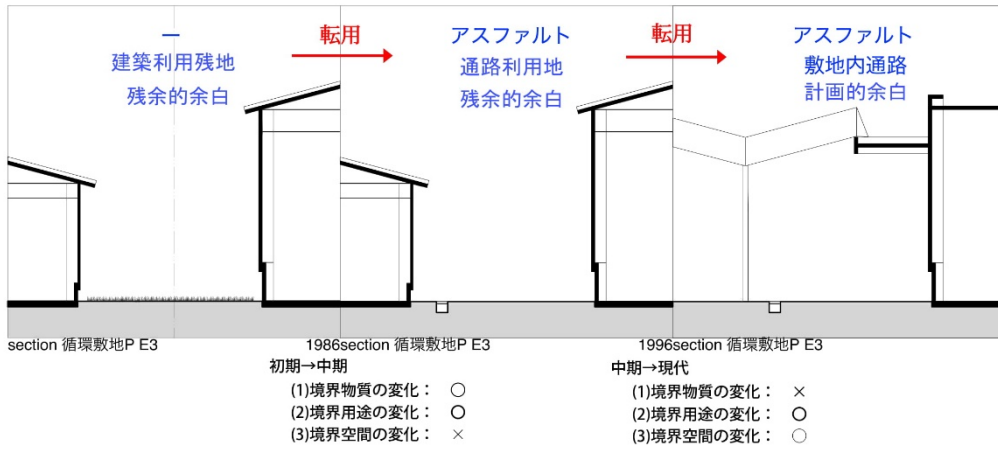 ー
建築利用残地
残余的余白
転用
アスファルト
通路利用地
残余的余白
転用
アスファルト
敷地内通路
計画的余白
section 循環敷地P E3
1986section 循環敷地P E3
1996section 循環敷地P E3
初期→中期
(1)境界物質の変化： ○
(2)境界用途の変化： ○
(3)境界空間の変化： ×
中期→現代
(1)境界物質の変化： ×
(2)境界用途の変化： ○
(3)境界空間の変化： ○